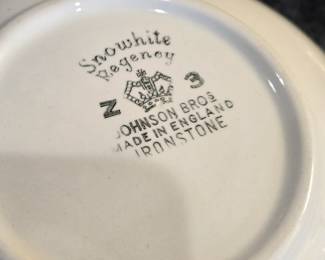 Snowhite
Regency
Z 3
JOHNSON BROS
MADE IN ENGLAND
IRONSTONE